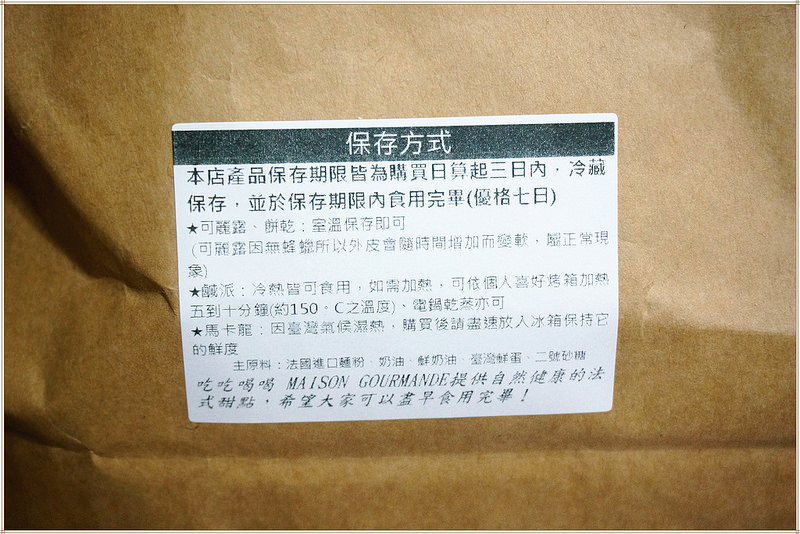 保存方式
本店產品保存期限皆為購買日算起三日內，冷藏
保存，並於保存期限內食用完畢(優格七日)
★可麗露、餅乾：室溫保存即可
(可麗露因無蜂蠟所以外皮會隨時間增加而變軟，屬正常現
象)
★鹹派：冷熱皆可食用，如需加熱，可依個人喜好烤箱加熱
五到十分鐘(約150。C之溫度)、電鍋乾蒸亦可
★馬卡龍：因臺灣氣候濕熱，購買後請盡速放入冰箱保持它
的鮮度
主原料：法國進口麵粉、奶油、鮮奶油、臺灣鮮蛋、二號砂糖
吃吃喝喝 MAISON GOURMANDE提供自然健康的法
式甜點，希望大家可以盡早食用完畢！